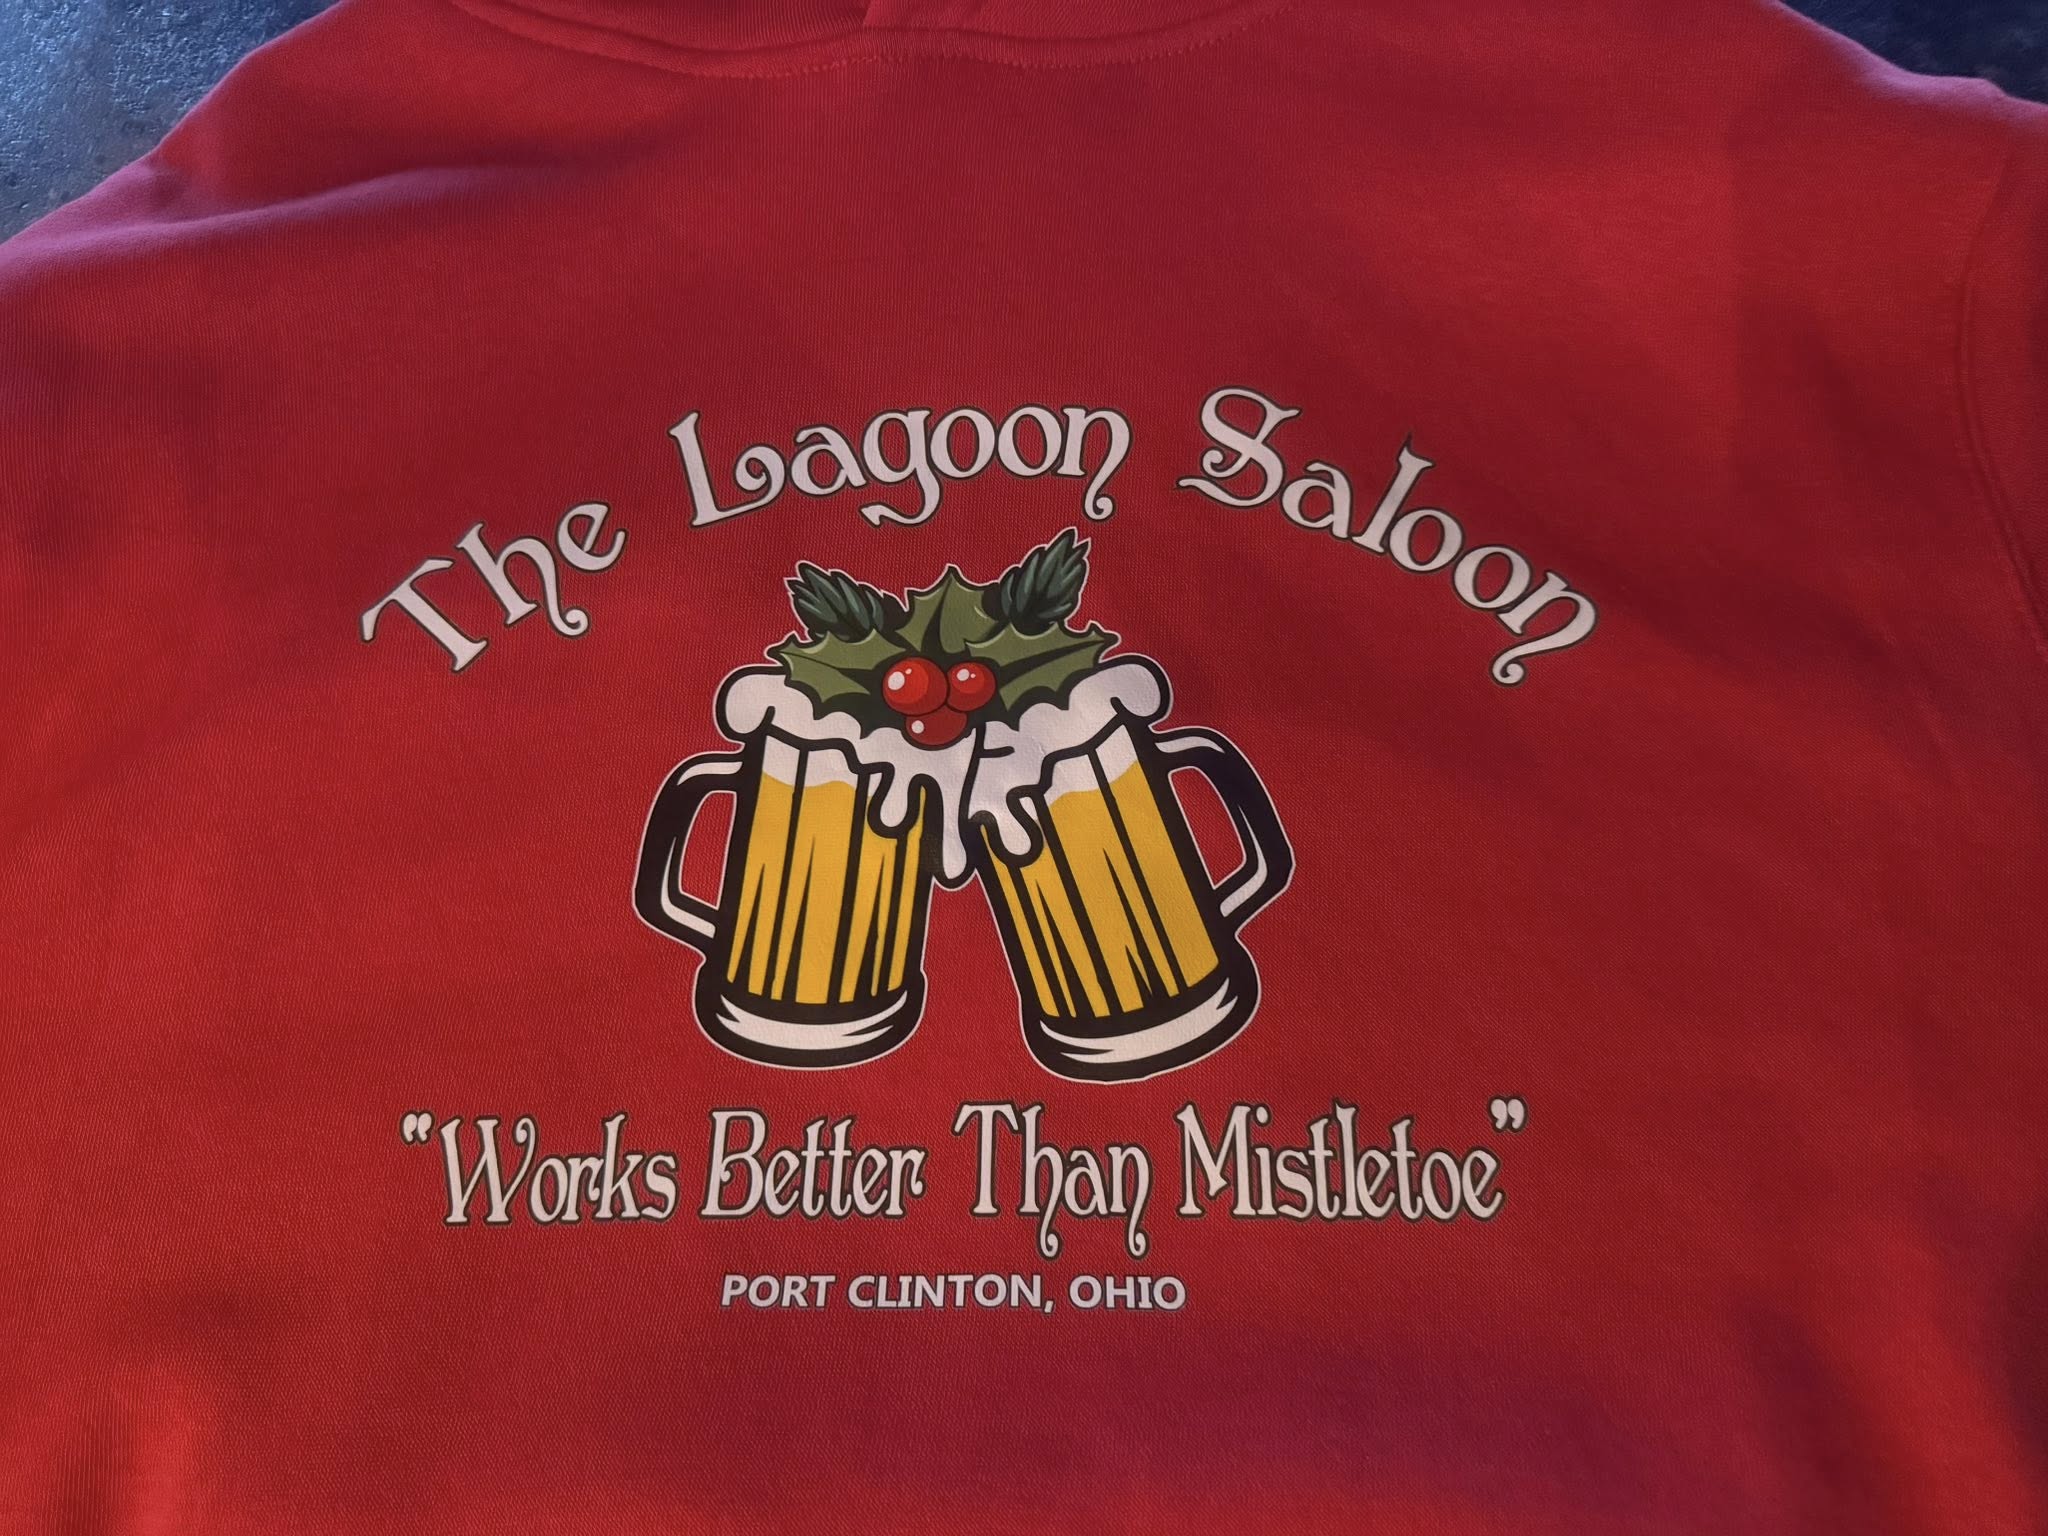 The Lagoon Saloon
“Works Better Than Mistletoe”
PORT CLINTON, OHIO